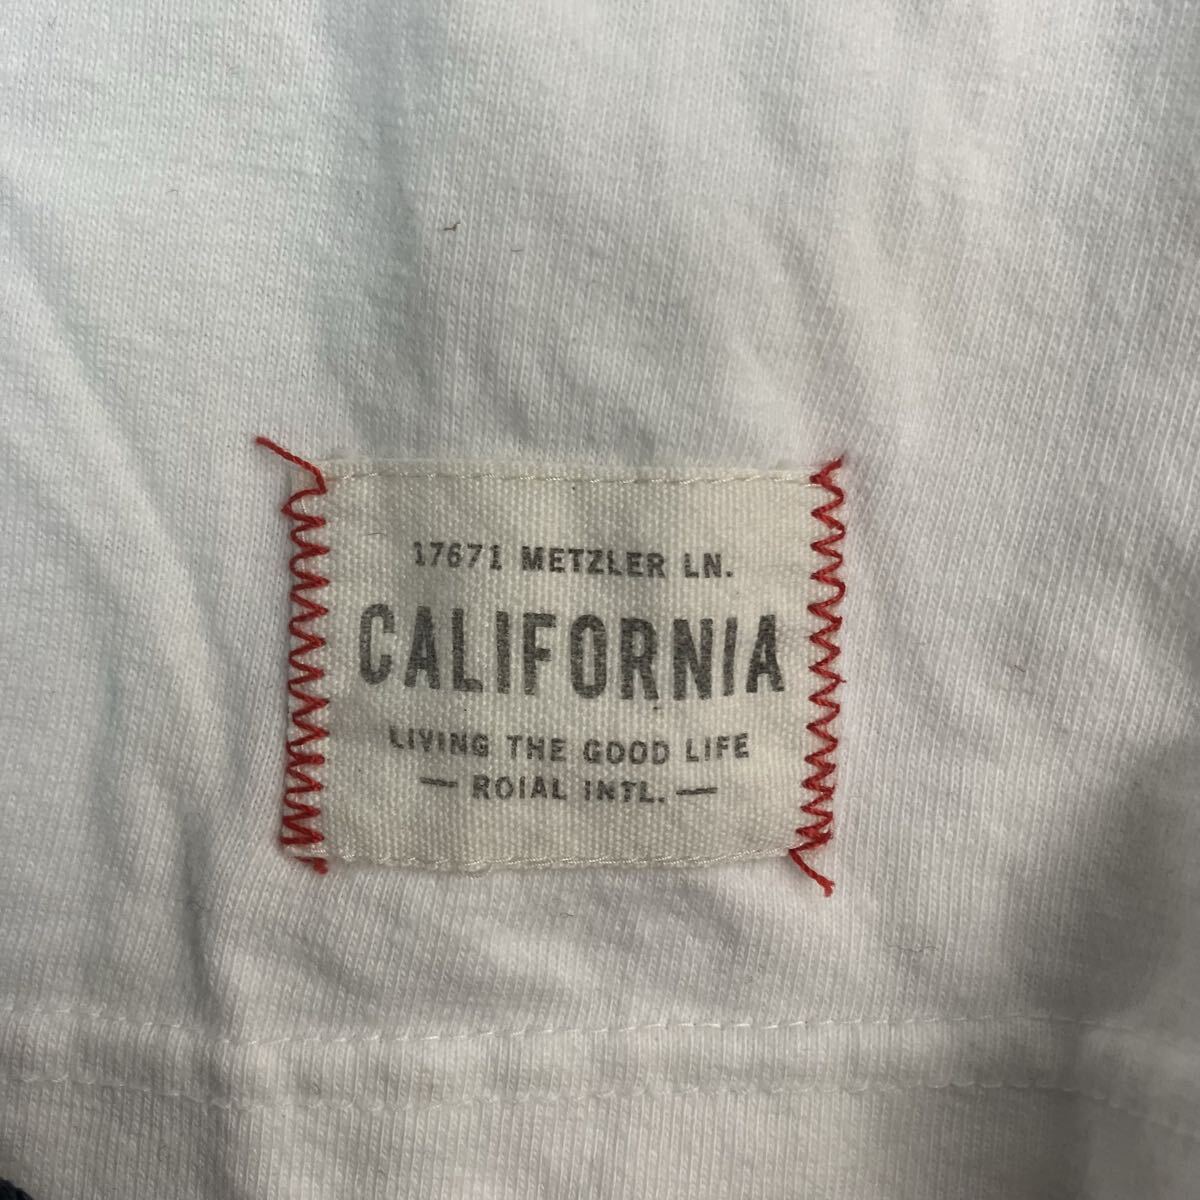 17671 METZLER LN.
CALIFORNIA
LIVING THE GOOD LIFE
— ROIAL INTL. —